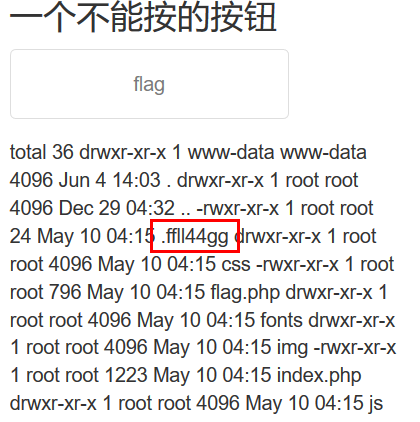 一个不能按的按钮
flag
total 36 drwxr-xr-x 1 www-data www-data
4096 Jun 4 14:03 . drwxr-xr-x 1 root root
4096 Dec 29 04:32 .. -rwxr-xr-x 1 root root
24 May 10 04:15 .ffll44gg drwxr-xr-x 1 root
root 4096 May 10 04:15 css -rwxr-xr-x 1 root
root 796 May 10 04:15 flag.php drwxr-xr-x 1
root root 4096 May 10 04:15 fonts drwxr-xr-x
1 root root 4096 May 10 04:15 img -rwxr-xr-x
1 root root 1223 May 10 04:15 index.php
drwxr-xr-x 1 root root 4096 May 10 04:15 js